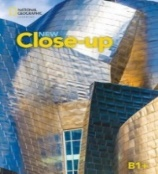 NATIONAL
GEOGRAPHIC
NEW
Close-up
B1+